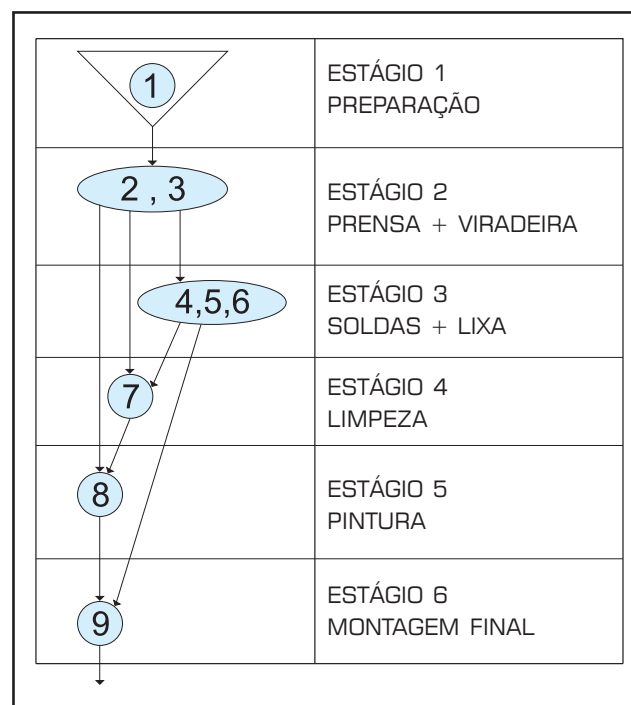 1
ESTÁGIO 1
PREPARAÇÃO
2 , 3
ESTÁGIO 2
PRENSA + VIRADEIRA
4,5,6
ESTÁGIO 3
SOLDAS + LIXA
7
ESTÁGIO 4
LIMPEZA
8
ESTÁGIO 5
PINTURA
9
ESTÁGIO 6
MONTAGEM FINAL